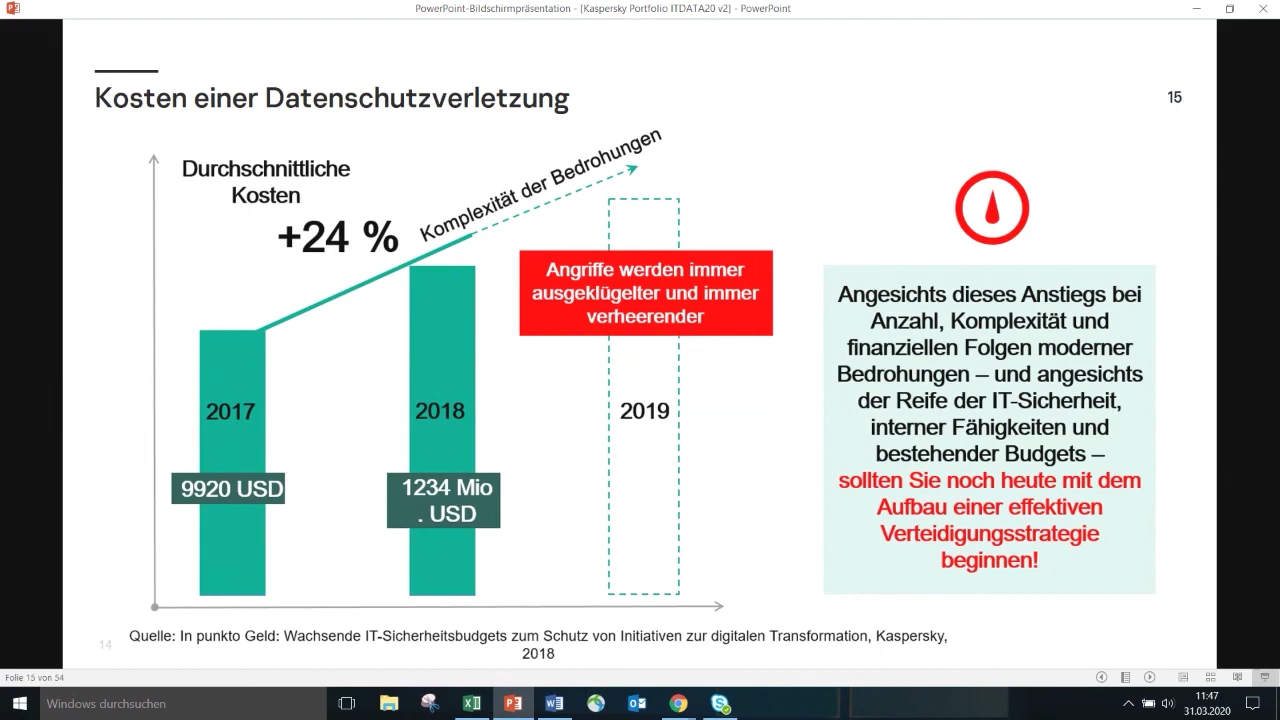 PowerPoint-Bildschirmpräsentation - [Kaspersky Portfolio ITDATA20 v2] - PowerPoint
Kosten einer Datenschutzverletzung
15
Durchschnittliche
Kosten
+24 %
Komplexität der Bedrohungen
Angriffe werden immer
ausgeklügelter und immer
verheerender
2017
2018
2019
9920 USD
1234 Mio
. USD
Angesichts dieses Anstiegs bei
Anzahl, Komplexität und
finanziellen Folgen moderner
Bedrohungen – und angesichts
der Reife der IT-Sicherheit,
interner Fähigkeiten und
bestehender Budgets –
sollten Sie noch heute mit dem
Aufbau einer effektiven
Verteidigungsstrategie
beginnen!
14
Quelle: In punkto Geld: Wachsende IT-Sicherheitsbudgets zum Schutz von Initiativen zur digitalen Transformation, Kaspersky,
2018
Folie 15 von 54
Windows durchsuchen
11:47
31.03.2020